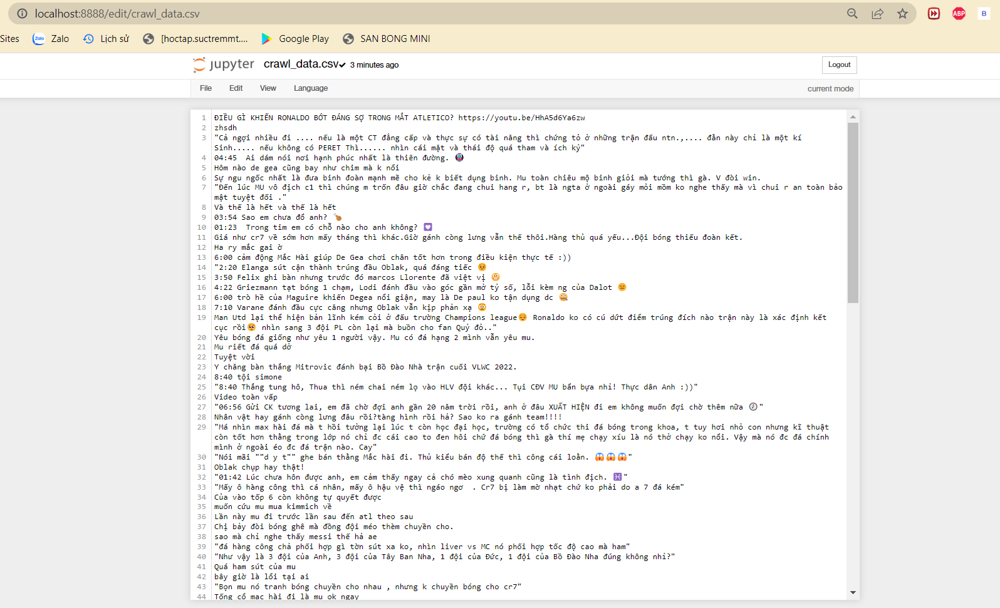 localhost:8888/edit/crawl_data.csv
ABP
B
Sites
Zalo
Zalo
Lịch sử
[hoctap.suctremmt....
Google Play
SAN BONG MINI
jupyter crawl_data.csv✔ 3 minutes ago
Logout
File Edit View Language
current mode
1 ĐIỀU GÌ KHIẾN RONALDO BỚT ĐÁNG SỢ TRONG MẮT ATLETICO? https://youtu.be/HhA5d6Ya6zw
2 zhsdh
3 "Cả ngợi nhiều đi .... nếu là một CT đẳng cấp và thực sự có tài năng thì chứng tỏ ở những trận đấu ntn.,.... đằn này chỉ là một kí
Sinh..... nếu không có PERET Thì...... nhìn cái mặt và thái độ quá tham và ích kỷ"
4 04:45  Ai dám nói nơi hạnh phúc nhất là thiên đường.
5 Hôm nào de gea cũng bay như chim mà k nổi
6 Sự ngu ngốc nhất là đưa binh đoàn mạnh mẽ cho kẻ k biết dụng binh. Mu toàn chiêu mộ binh giỏi mà tướng thì gà. V đòi win.
7 "Đến lúc MU vô địch c1 thì chúng m trốn đâu giờ chắc đang chui hang r, bt là ngta ở ngoài gáy mỏi mồm ko nghe thấy mà vì chui r an toàn bảo
mật tuyệt đối ."
8 Và thế là hết và thế là hết
9 03:54 Sao em chưa đổ anh? 🍗
10 01:23  Trong tim em có chỗ nào cho anh không? 💟
11 Giá như cr7 về sớm hơn mấy tháng thì khác.Giờ gánh còng lưng vẫn thế thôi.Hàng thủ quá yếu...Đội bóng thiếu đoàn kết.
12 Ha ry mắc gai ờ
13 6:00 cảm động Mắc Hài giúp De Gea chơi chân tốt hơn trong điều kiện thực tế :))
14 "2:20 Elanga sút cận thành trúng đầu Oblak, quá đáng tiếc 😣
15 3:50 Felix ghi bàn nhưng trước đó marcos Llorente đã việt vị 😬
16 4:22 Griezmann tạt bóng 1 chạm, Lodi đánh đầu vào góc gần mở tỷ số, lỗi kèm ng của Dalot
17 6:00 trò hề của Maguire khiến Degea nổi giận, may là De paul ko tận dụng dc
18 7:10 Varane đánh đầu cực căng nhưng Oblak vẫn kịp phản xạ
19 Man Utd lại thể hiện bản lĩnh kém cỏi ở đấu trường Champions league Ronaldo ko có cú dứt điểm trúng đích nào trận này là xác định kết
cục rồi nhìn sang 3 đội PL còn lại mà buồn cho fan Quỷ đỏ.."
20 Yêu bóng đá giống như yêu 1 người vậy. Mu có đá hạng 2 mình vẫn yêu mu.
21 Mu riết đá quá dở
22 Tuyệt vời
23 Y chăng bàn thắng Mitrovic đánh bại Bồ Đào Nhà trận cuối VLWC 2022.
24 8:40 tội simone
25 "8:40 Thắng tung hô, Thua thì ném chai ném lọ vào HLV đội khác... Tụi CĐV MU bẩn bựa nhỉ! Thực dân Anh :))"
26 Video toàn vấp
27 "06:56 Gửi CK tương lai, em đã chờ đợi anh gần 20 năm trời rồi, anh ở đâu XUẤT HIỆN đi em không muốn đợi chờ thêm nữa "
28 Nhân vật hay gánh còng lưng đâu rồi?tàng hình rồi hả? Sao ko ra gánh team!!!!
29 "Má nhìn max hài đá mà t hồi tưởng lại lúc t còn học đại học, trường có tổ chức thi đá bóng trong khoa, t tuy hơi nhỏ con nhưng kĩ thuật
còn tốt hơn thằng trong lớp nó chỉ đc cái cao to đen hôi chứ đá bóng thì gà thí mẹ chạy xíu là nó thở chạy ko nổi. Vậy mà nó đc đá chính
mình ở ngoài éo đc đá trận nào. Cay"
30 "Nói mãi ""d y t"" ghe bán thằng Mắc hài đi. Thủ kiểu bán độ thế thì công cái loằn. 😱😱😱"
31 Oblak chụp hay thật!
32 "01:42 Lúc chưa hôn được anh, em cảm thấy ngay cả chó mèo xung quanh cũng là tình địch. ♓"
33 "Mấy ô hàng công thì cá nhân, mấy ô hậu vệ thì ngáo ngơ  . Cr7 bị làm mờ nhạt chứ ko phải do a 7 đá kém"
34 Của vào tốp 6 còn không tự quyết được
35 muốn cứu mu mua kimmich về
36 Lần này mu đi trước lần sau đến atl theo sau
37 Chị bảy đòi bóng ghê mà đồng đội méo thèm chuyền cho.
38 sao mà chỉ nghe thấy messi thế hả ae
39 "đá hàng công chả phối hợp gì tờn sút xa ko, nhìn liver vs MC nó phối hợp tốc độ cao mà ham"
40 "Như vậy là 3 đội của Anh, 3 đội của Tây Ban Nha, 1 đội của Đức, 1 đội của Bồ Đào Nha đúng không nhỉ?"
41 Quá ham sút của mu
42 bây giờ là lỗi tại ai
43 "Bọn mu nó tranh bóng chuyền cho nhau , nhưng k chuyền bóng cho cr7"
44 Tống cổ mac hài đi là mu ok ngay